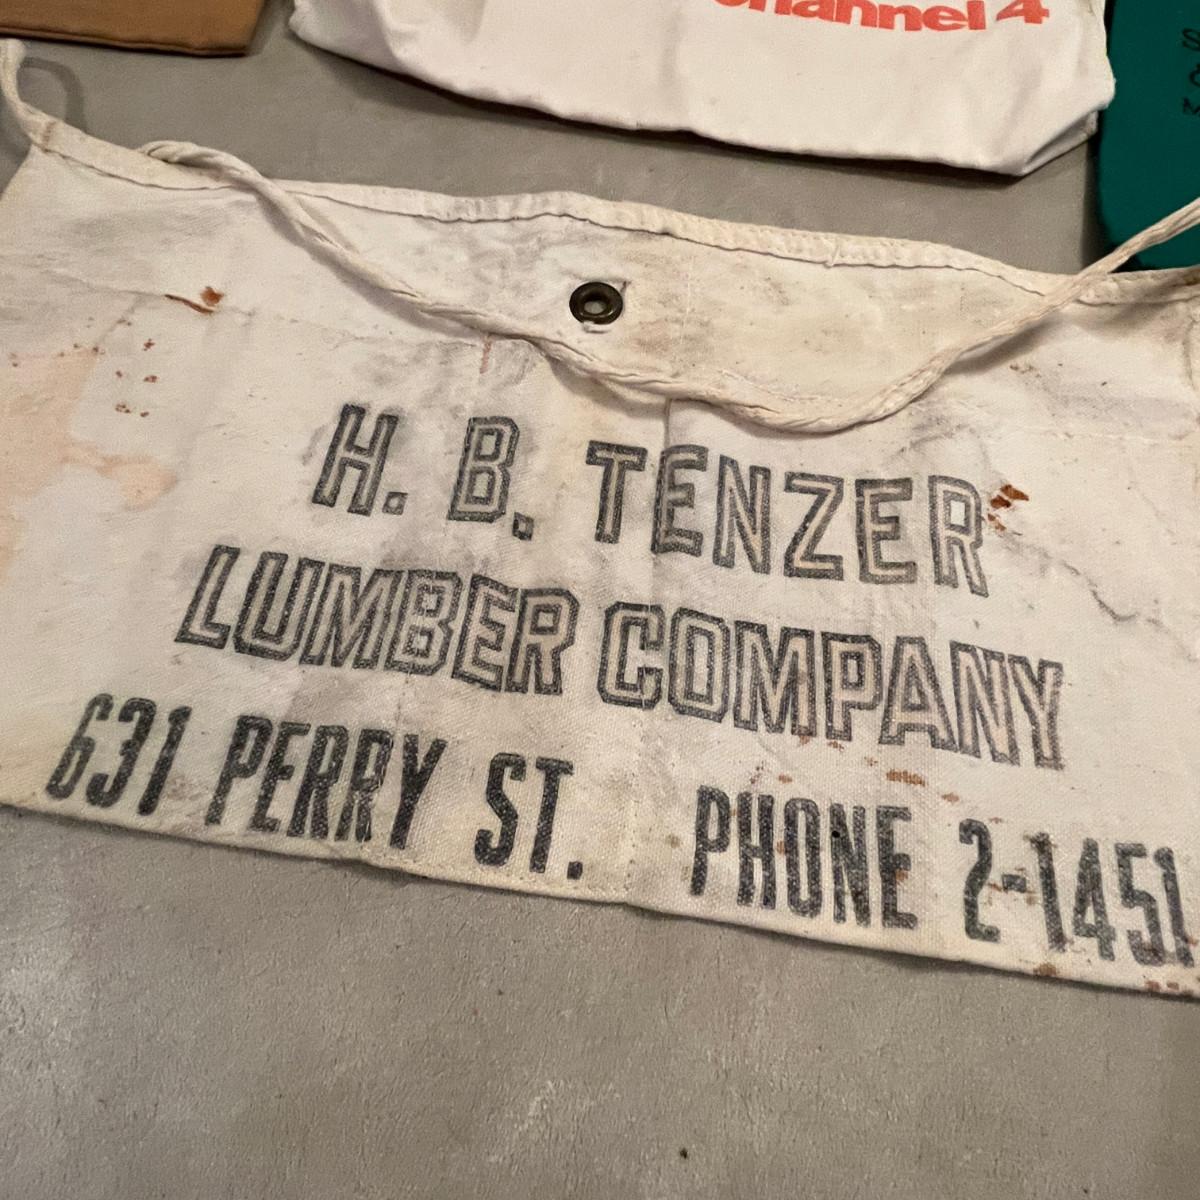 Channel 4
H. B. TENZER
LUMBER COMPANY
631 PERRY ST. PHONE 2-1451